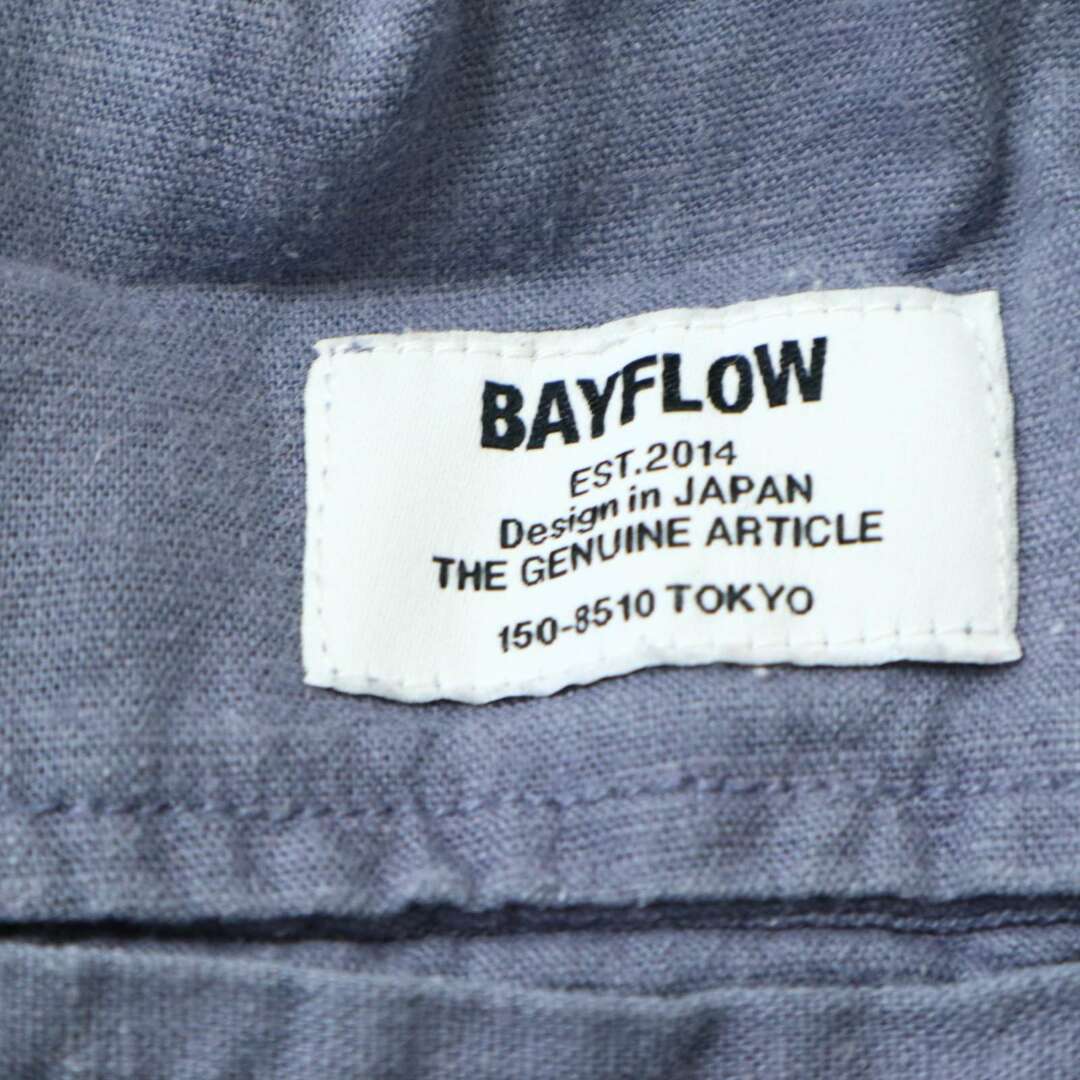 BAYFLOW
EST.2014
Design in JAPAN
THE GENUINE ARTICLE
150-8510 TOKYO